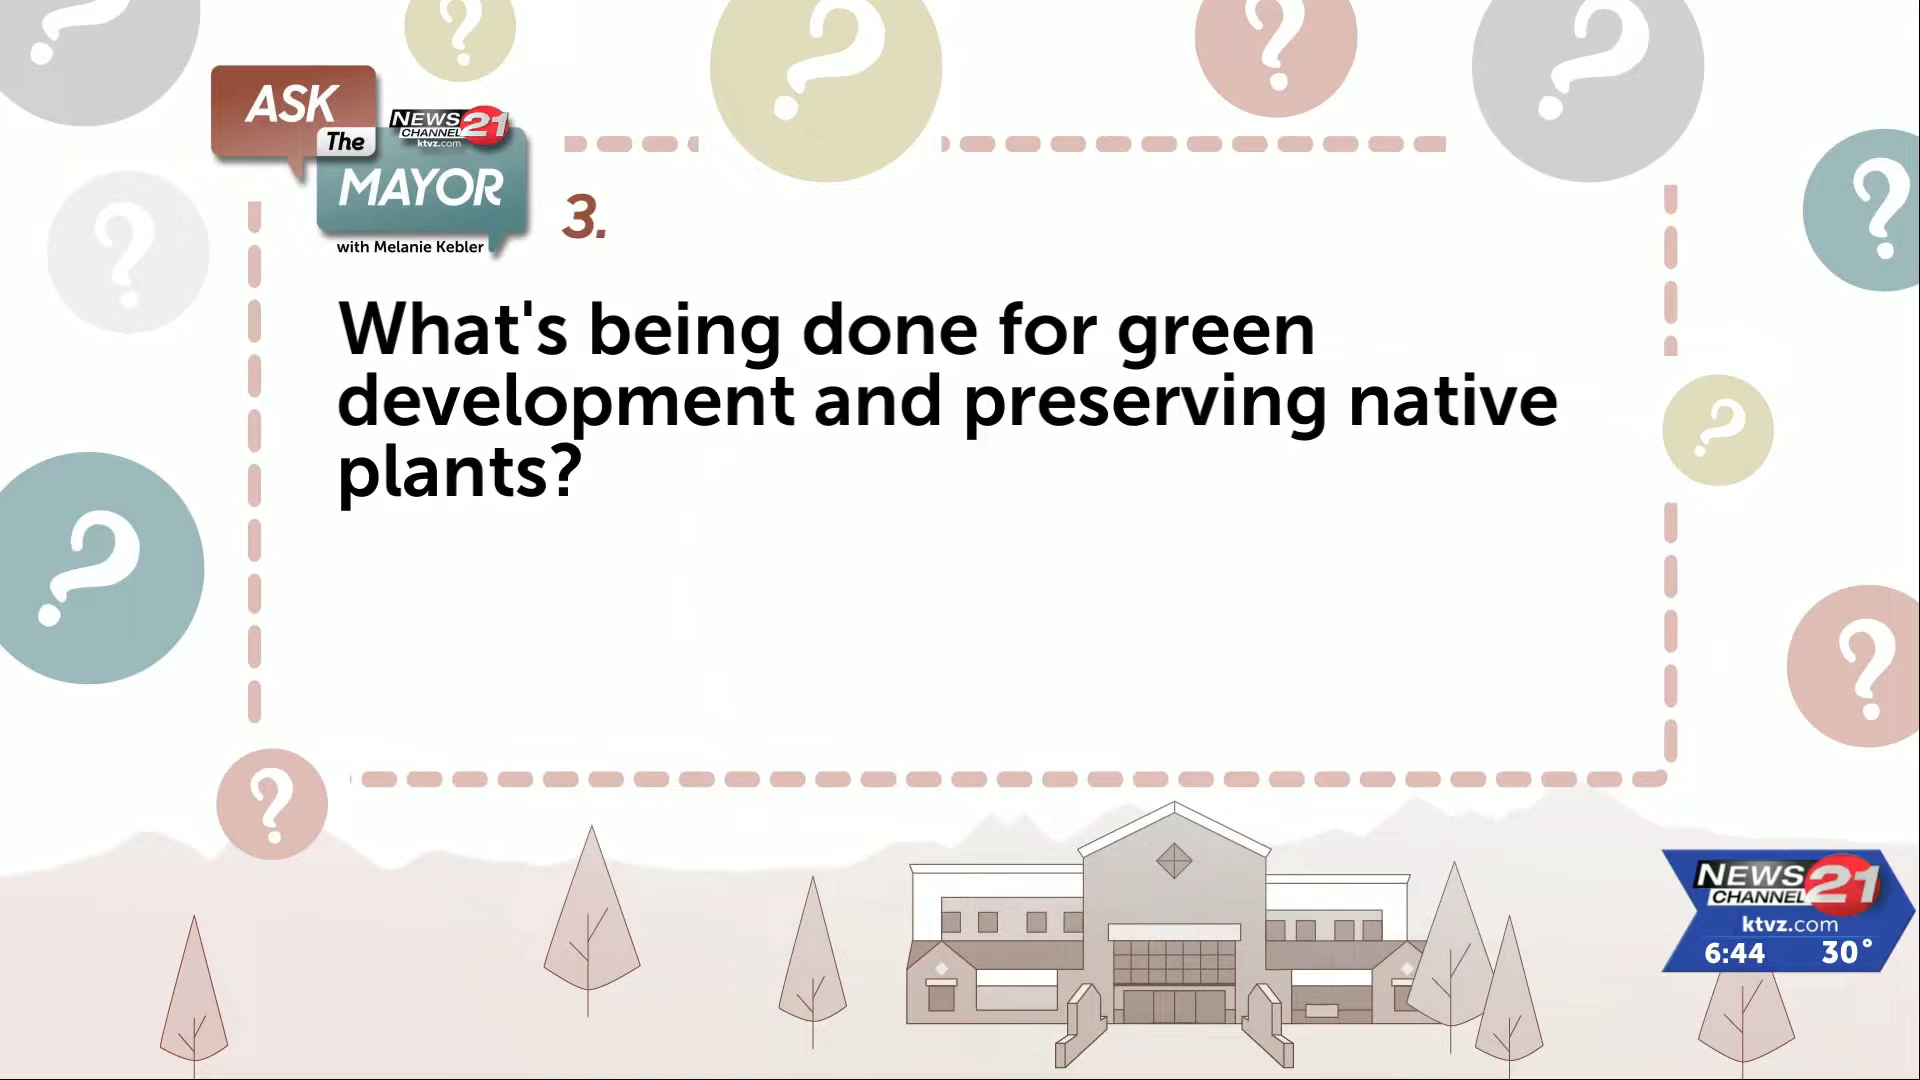 ASK
The
NEWS 21
CHANNEL
ktvz.com
MAYOR
with Melanie Kebler
3.
What's being done for green
development and preserving native
plants?
NEWS 21
CHANNEL
ktvz.com
6:44 30°